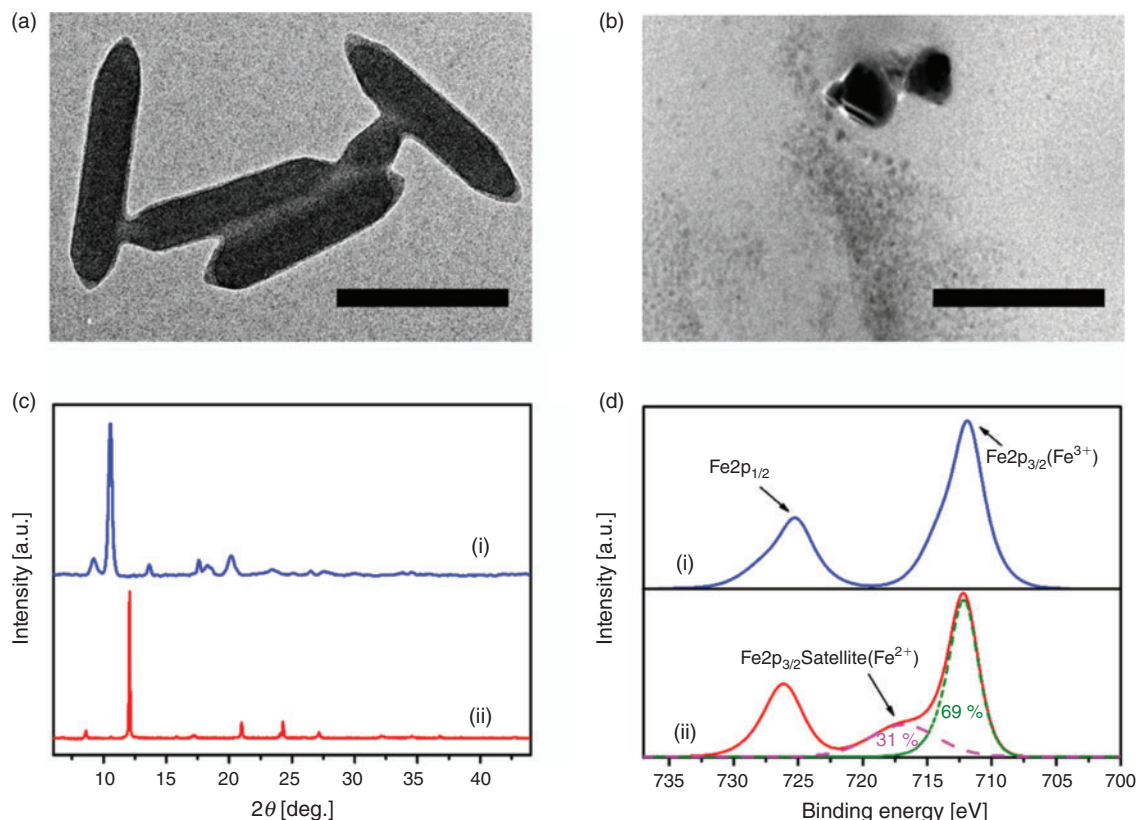 (a)
(b)
(c)
(d)
Intensity [a.u.]
(i)
(ii)
10 15 20 25 30 35 40
2θ [deg.]
Intensity [a.u.]
Fe2p1/2
Fe2p3/2(Fe3+)
(i)
Fe2p3/2Satellite(Fe2+)
69 %
31 %
(ii)
735 730 725 720 715 710 705 700
Binding energy [eV]